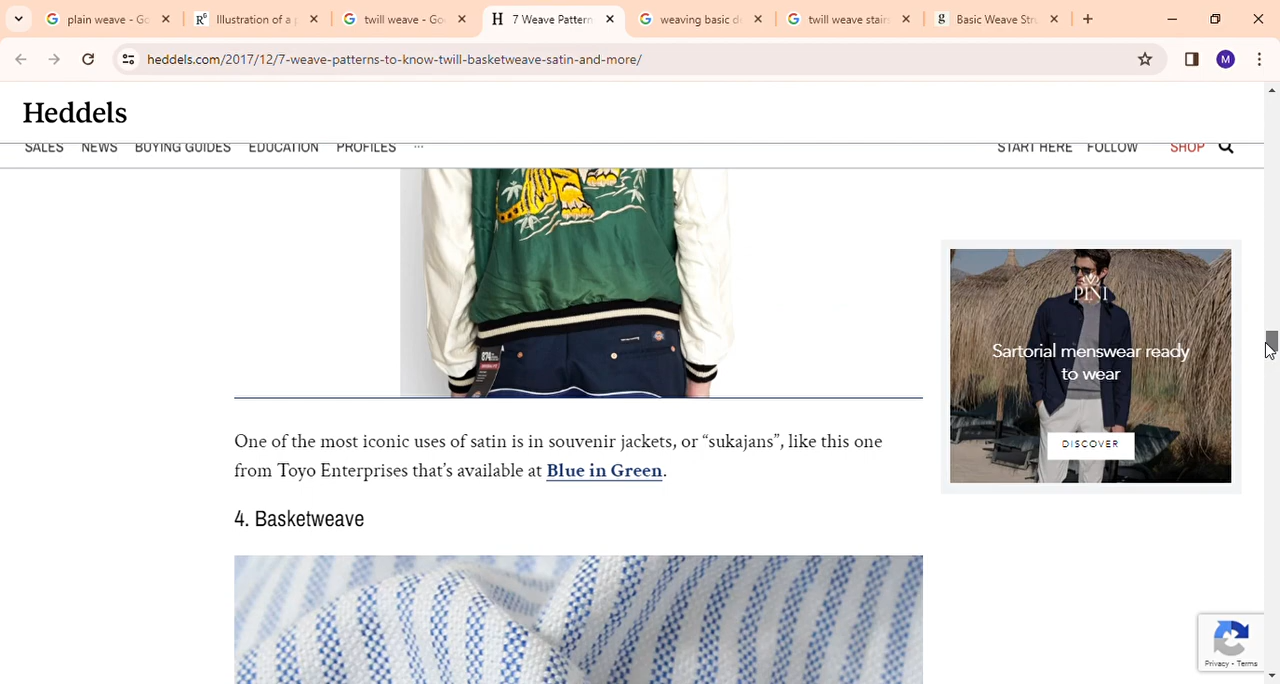 plain weave - Go
Illustration of a p
twill weave - Goo
7 Weave Pattern
weaving basic d
twill weave stair
Basic Weave Stru
heddels.com/2017/12/7-weave-patterns-to-know-twill-basketweave-satin-and-more/
M
Heddels
SALES NEWS BUYING GUIDES EDUCATION PROFILES ... START HERE FOLLOW SHOP
PINI
Sartorial menswear ready
to wear
DISCOVER
One of the most iconic uses of satin is in souvenir jackets, or “sukajans”, like this one
from Toyo Enterprises that’s available at Blue in Green.
4. Basketweave
Privacy - Terms